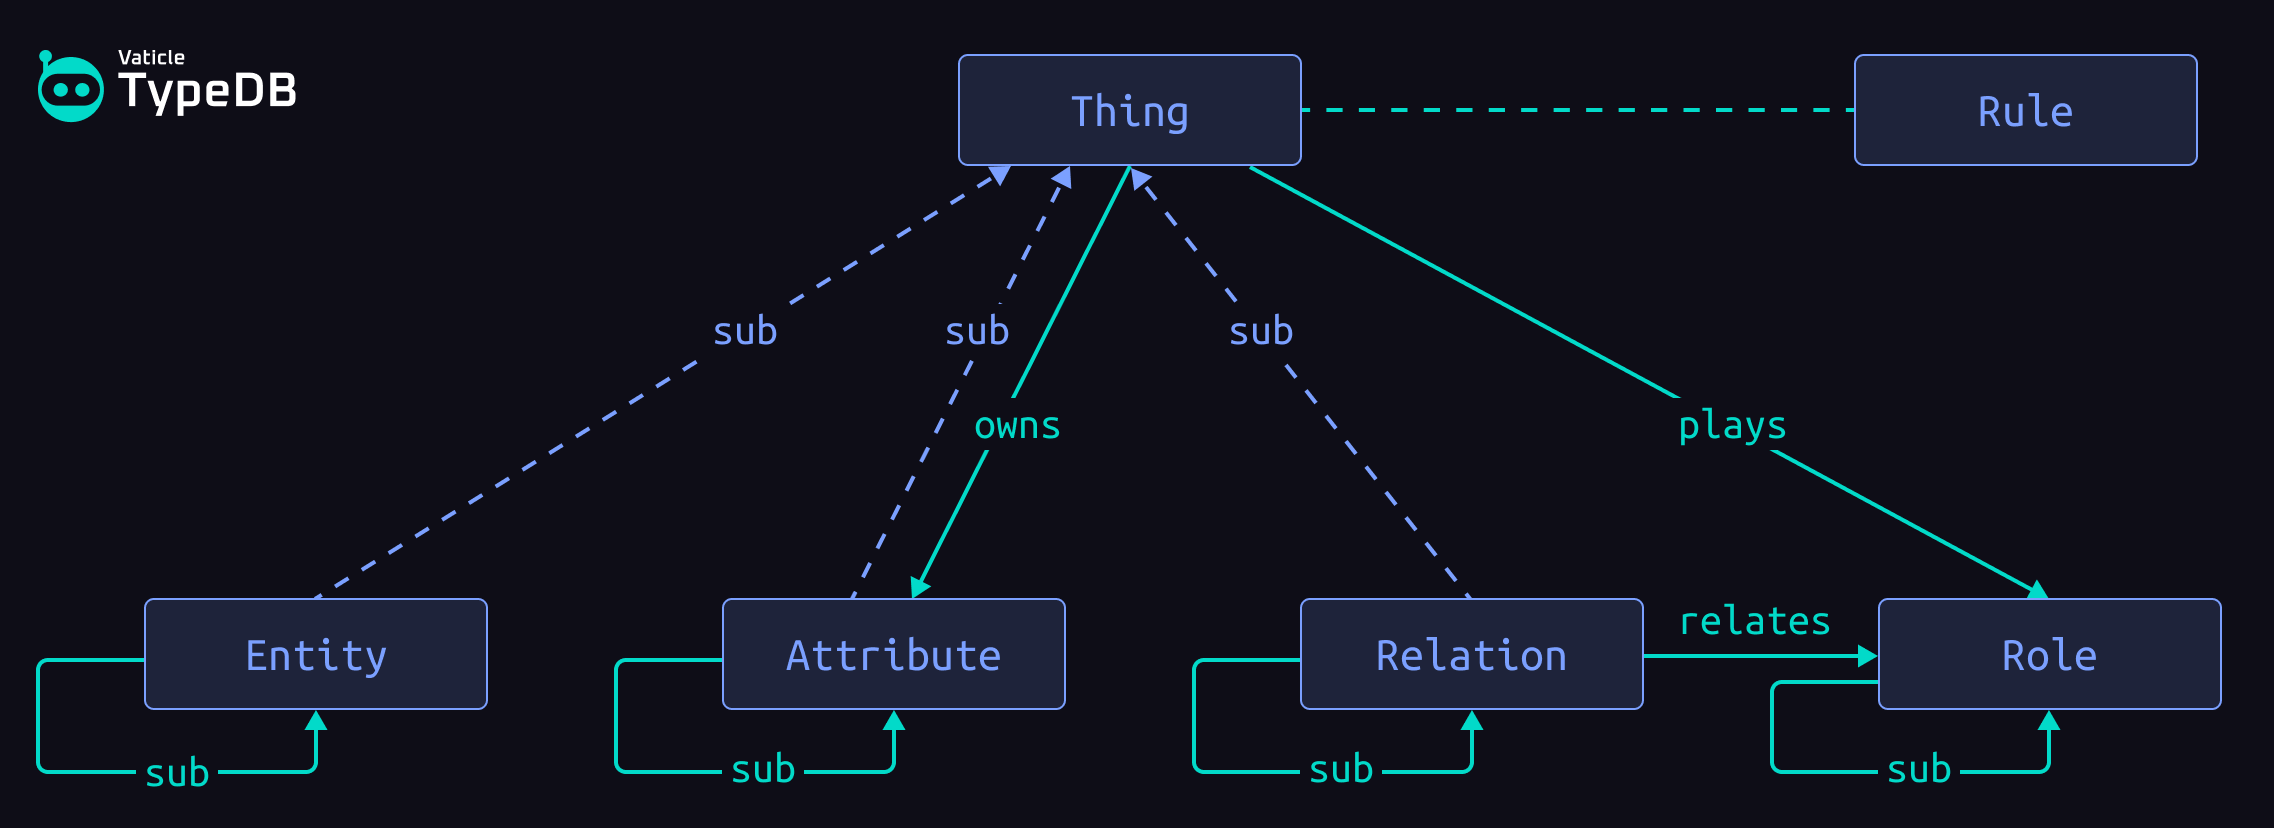 Vaticle
TypeDB
Thing
Rule
sub
sub
sub
owns
plays
relates
Entity
Attribute
Relation
Role
sub
sub
sub
sub